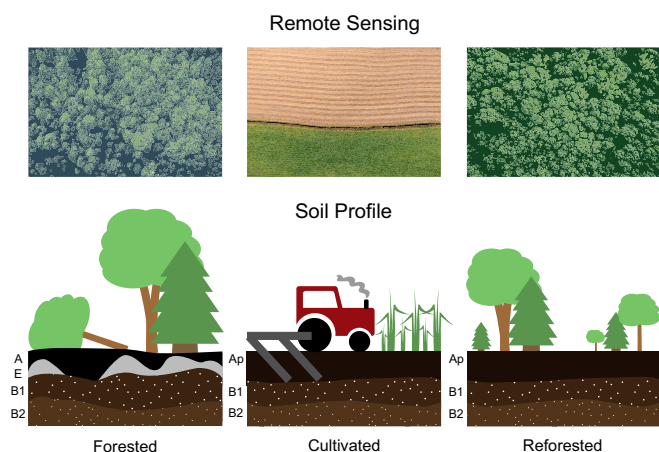 Remote Sensing
Soil Profile
A
E
B1
B2
Ap
B1
B2
Ap
B1
B2
Forested
Cultivated
Reforested